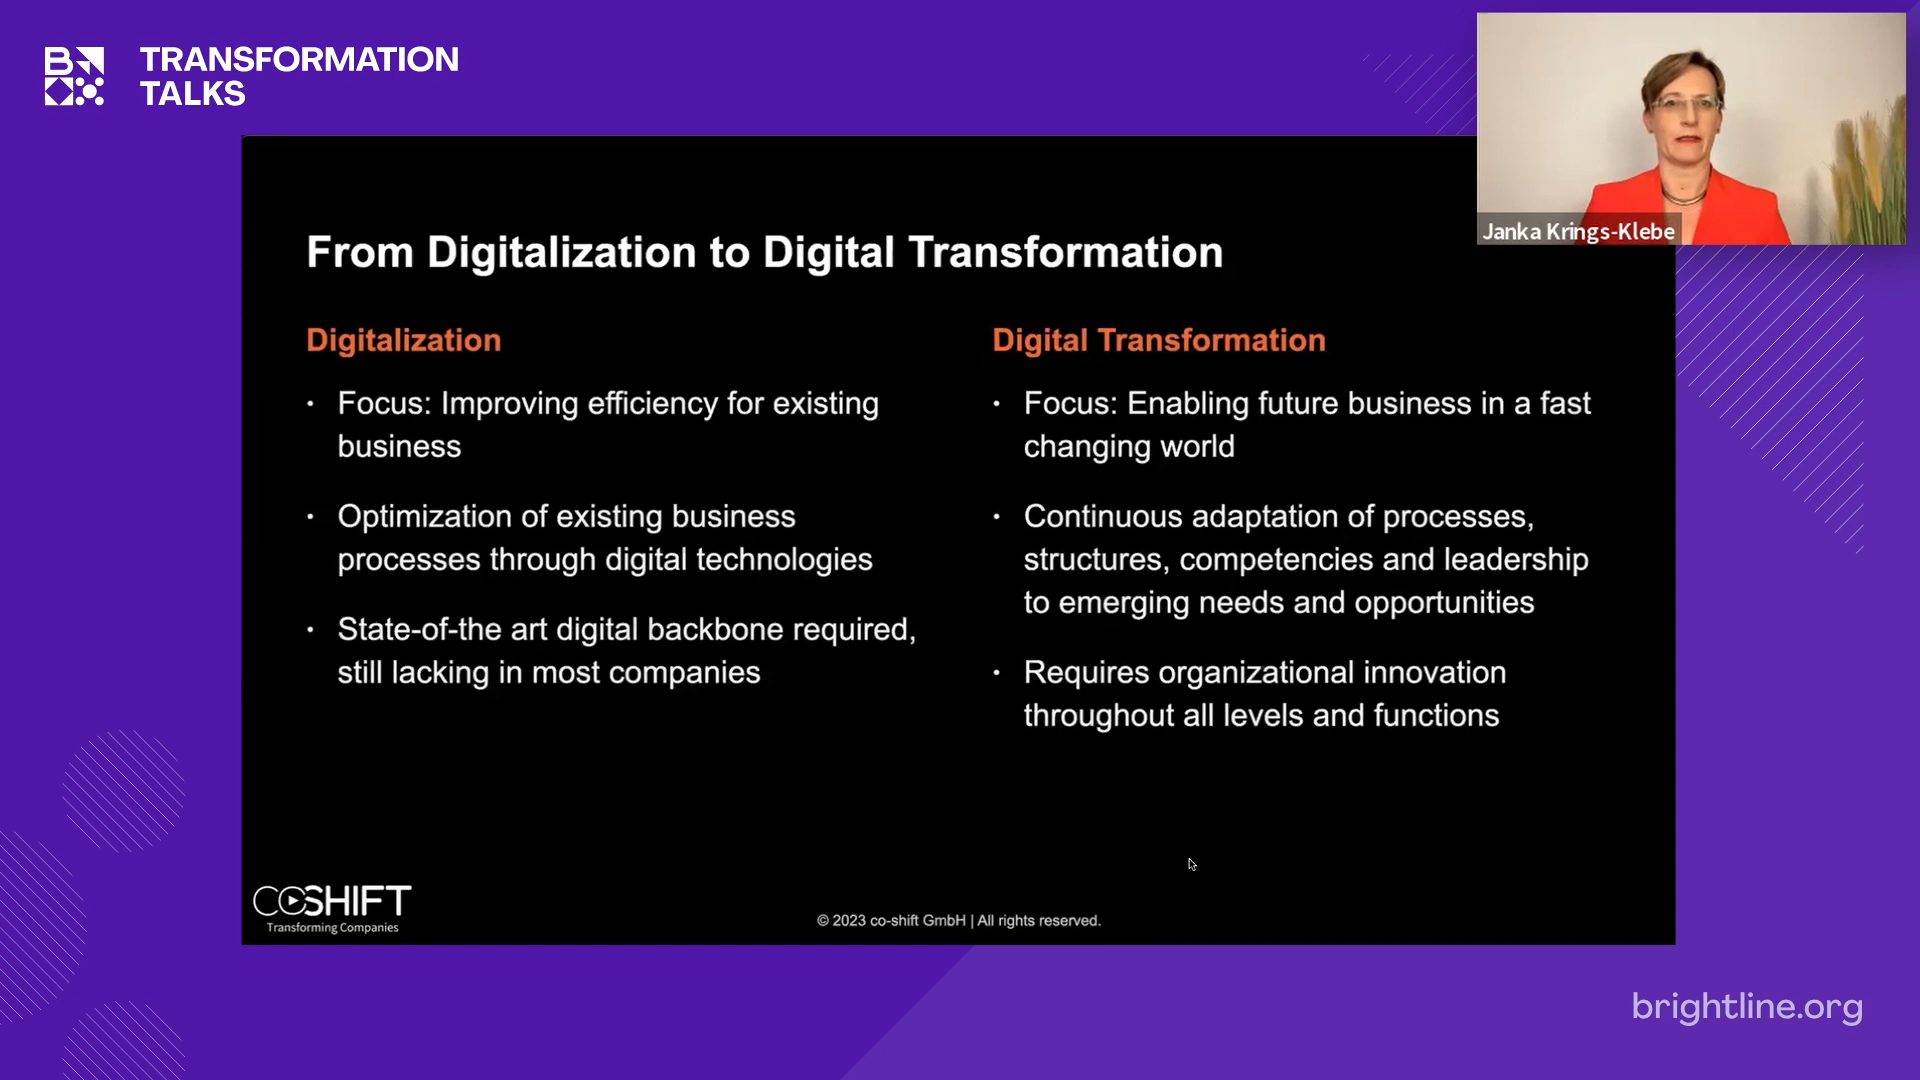 TRANSFORMATION
TALKS
Janka Krings-Klebe
From Digitalization to Digital Transformation
Digitalization
• Focus: Improving efficiency for existing
business
• Optimization of existing business
processes through digital technologies
• State-of-the art digital backbone required,
still lacking in most companies
Digital Transformation
• Focus: Enabling future business in a fast
changing world
• Continuous adaptation of processes,
structures, competencies and leadership
to emerging needs and opportunities
• Requires organizational innovation
throughout all levels and functions
COSHIFT
Transforming Companies
© 2023 co-shift GmbH | All rights reserved.
brightline.org